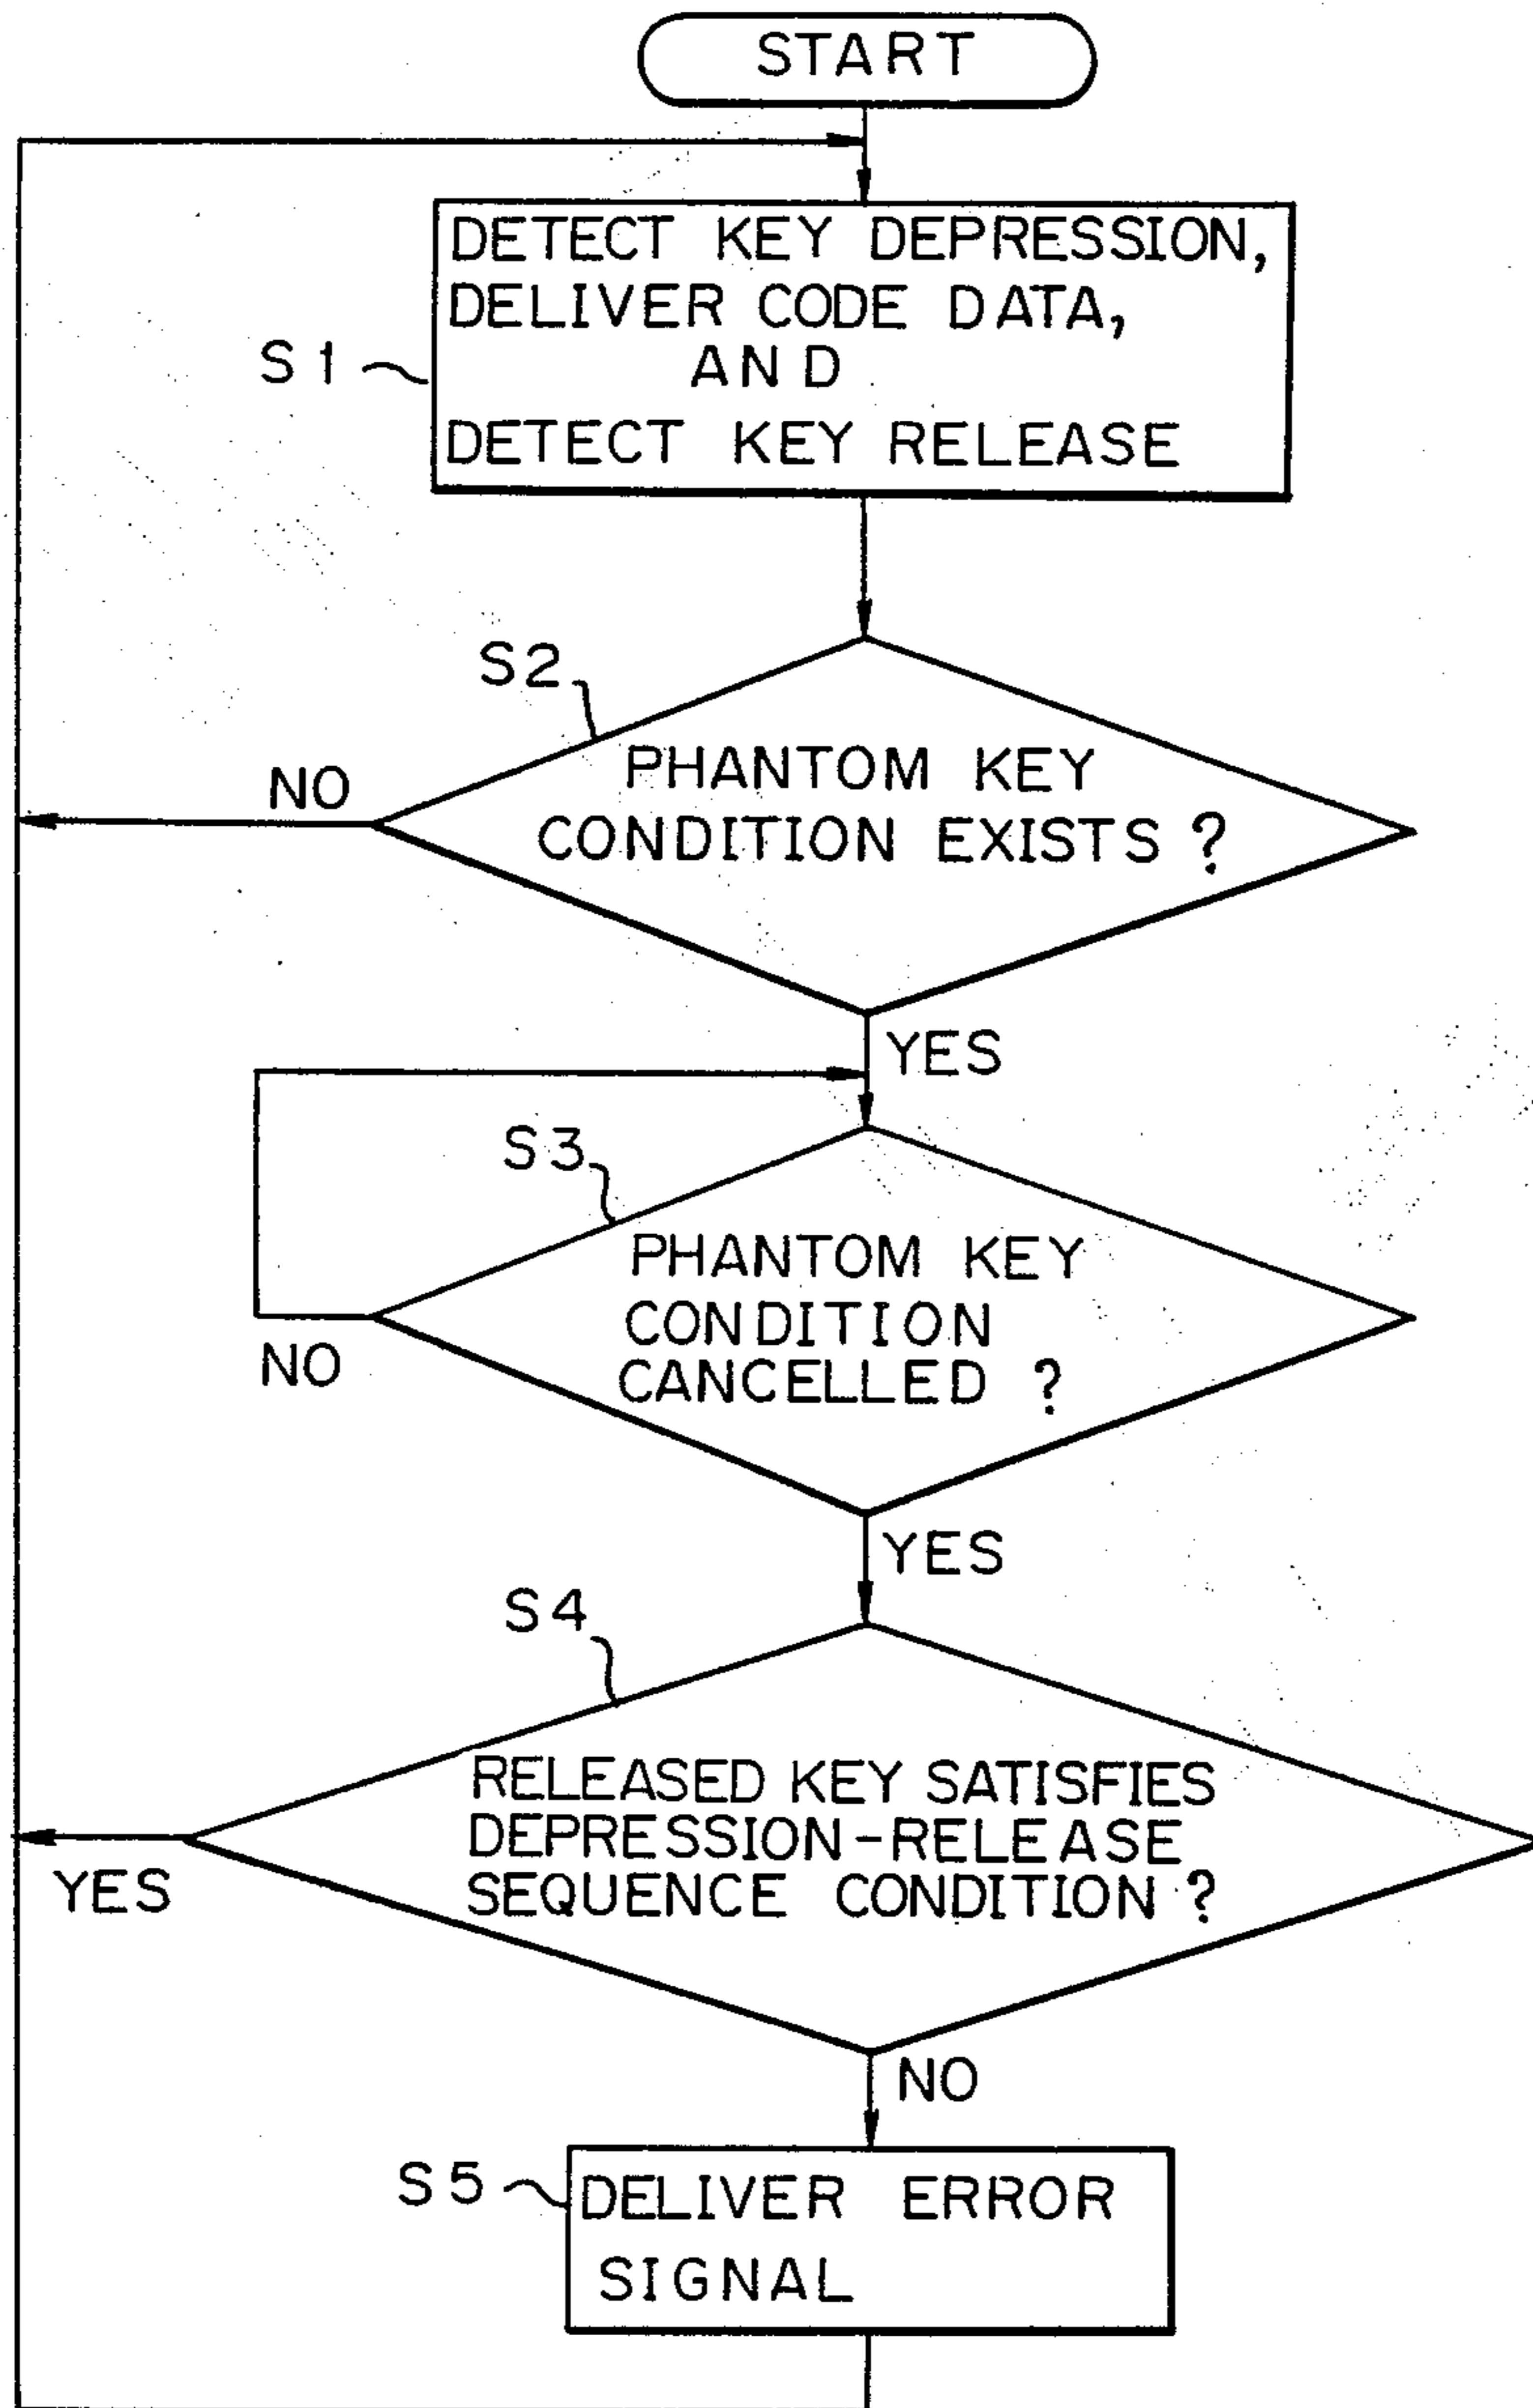 START
DETECT KEY DEPRESSION,
DELIVER CODE DATA,
AND
DETECT KEY RELEASE
S1
S2
PHANTOM KEY
CONDITION EXISTS ?
NO
YES
S3
PHANTOM KEY
CONDITION
CANCELLED ?
NO
YES
S4
RELEASED KEY SATISFIES
DEPRESSION-RELEASE
SEQUENCE CONDITION ?
YES
NO
S5
DELIVER ERROR
SIGNAL